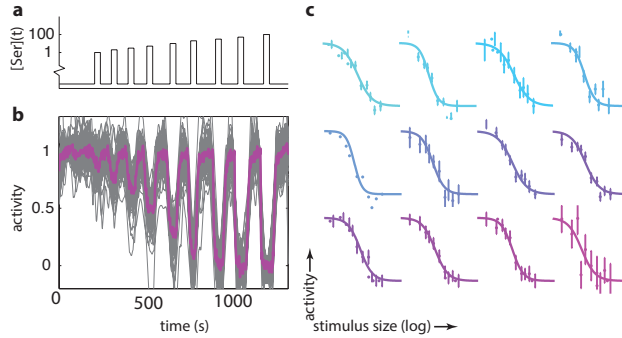 a
[Ser](t)
100
1
b
activity
1
0.5
0
0
500
1000
time (s)
c
activity
stimulus size (log)